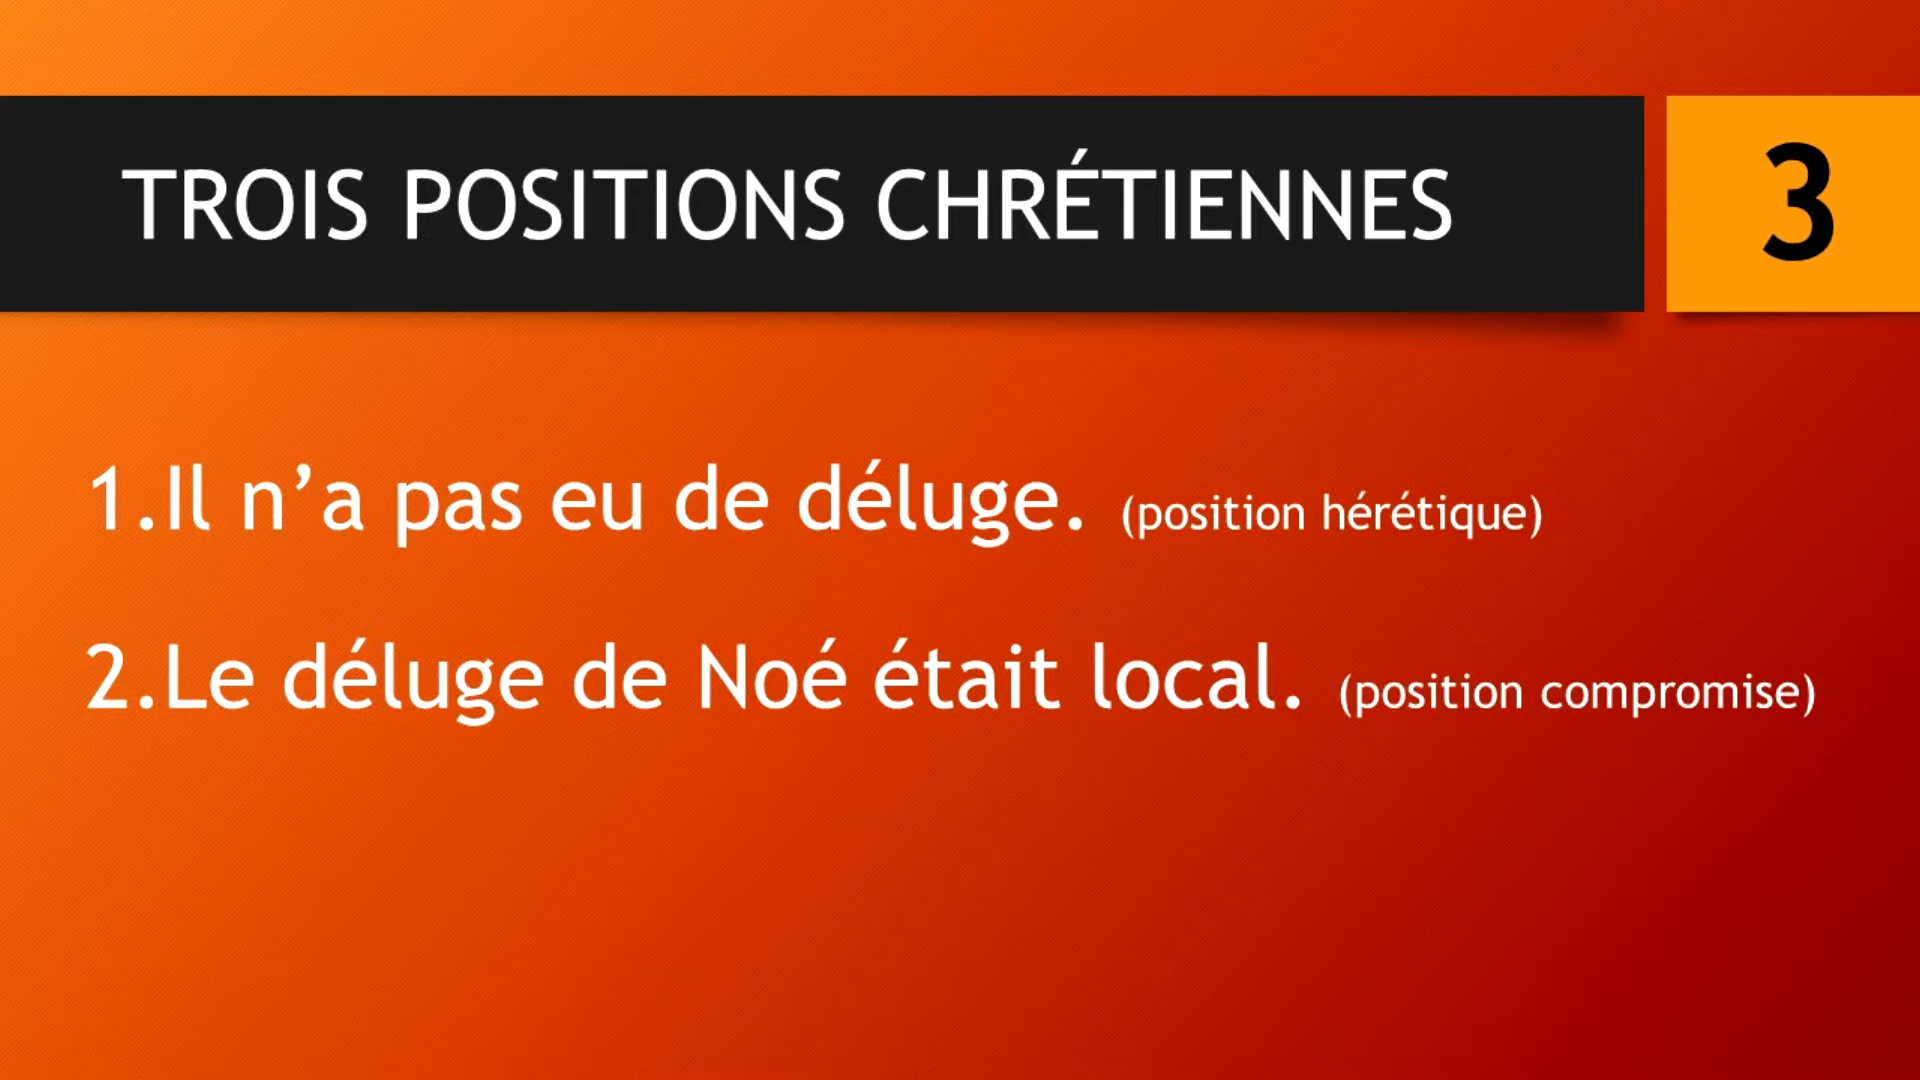 TROIS POSITIONS CHRÉTIENNES
3
1.Il n’a pas eu de déluge. (position hérétique)
2.Le déluge de Noé était local. (position compromise)